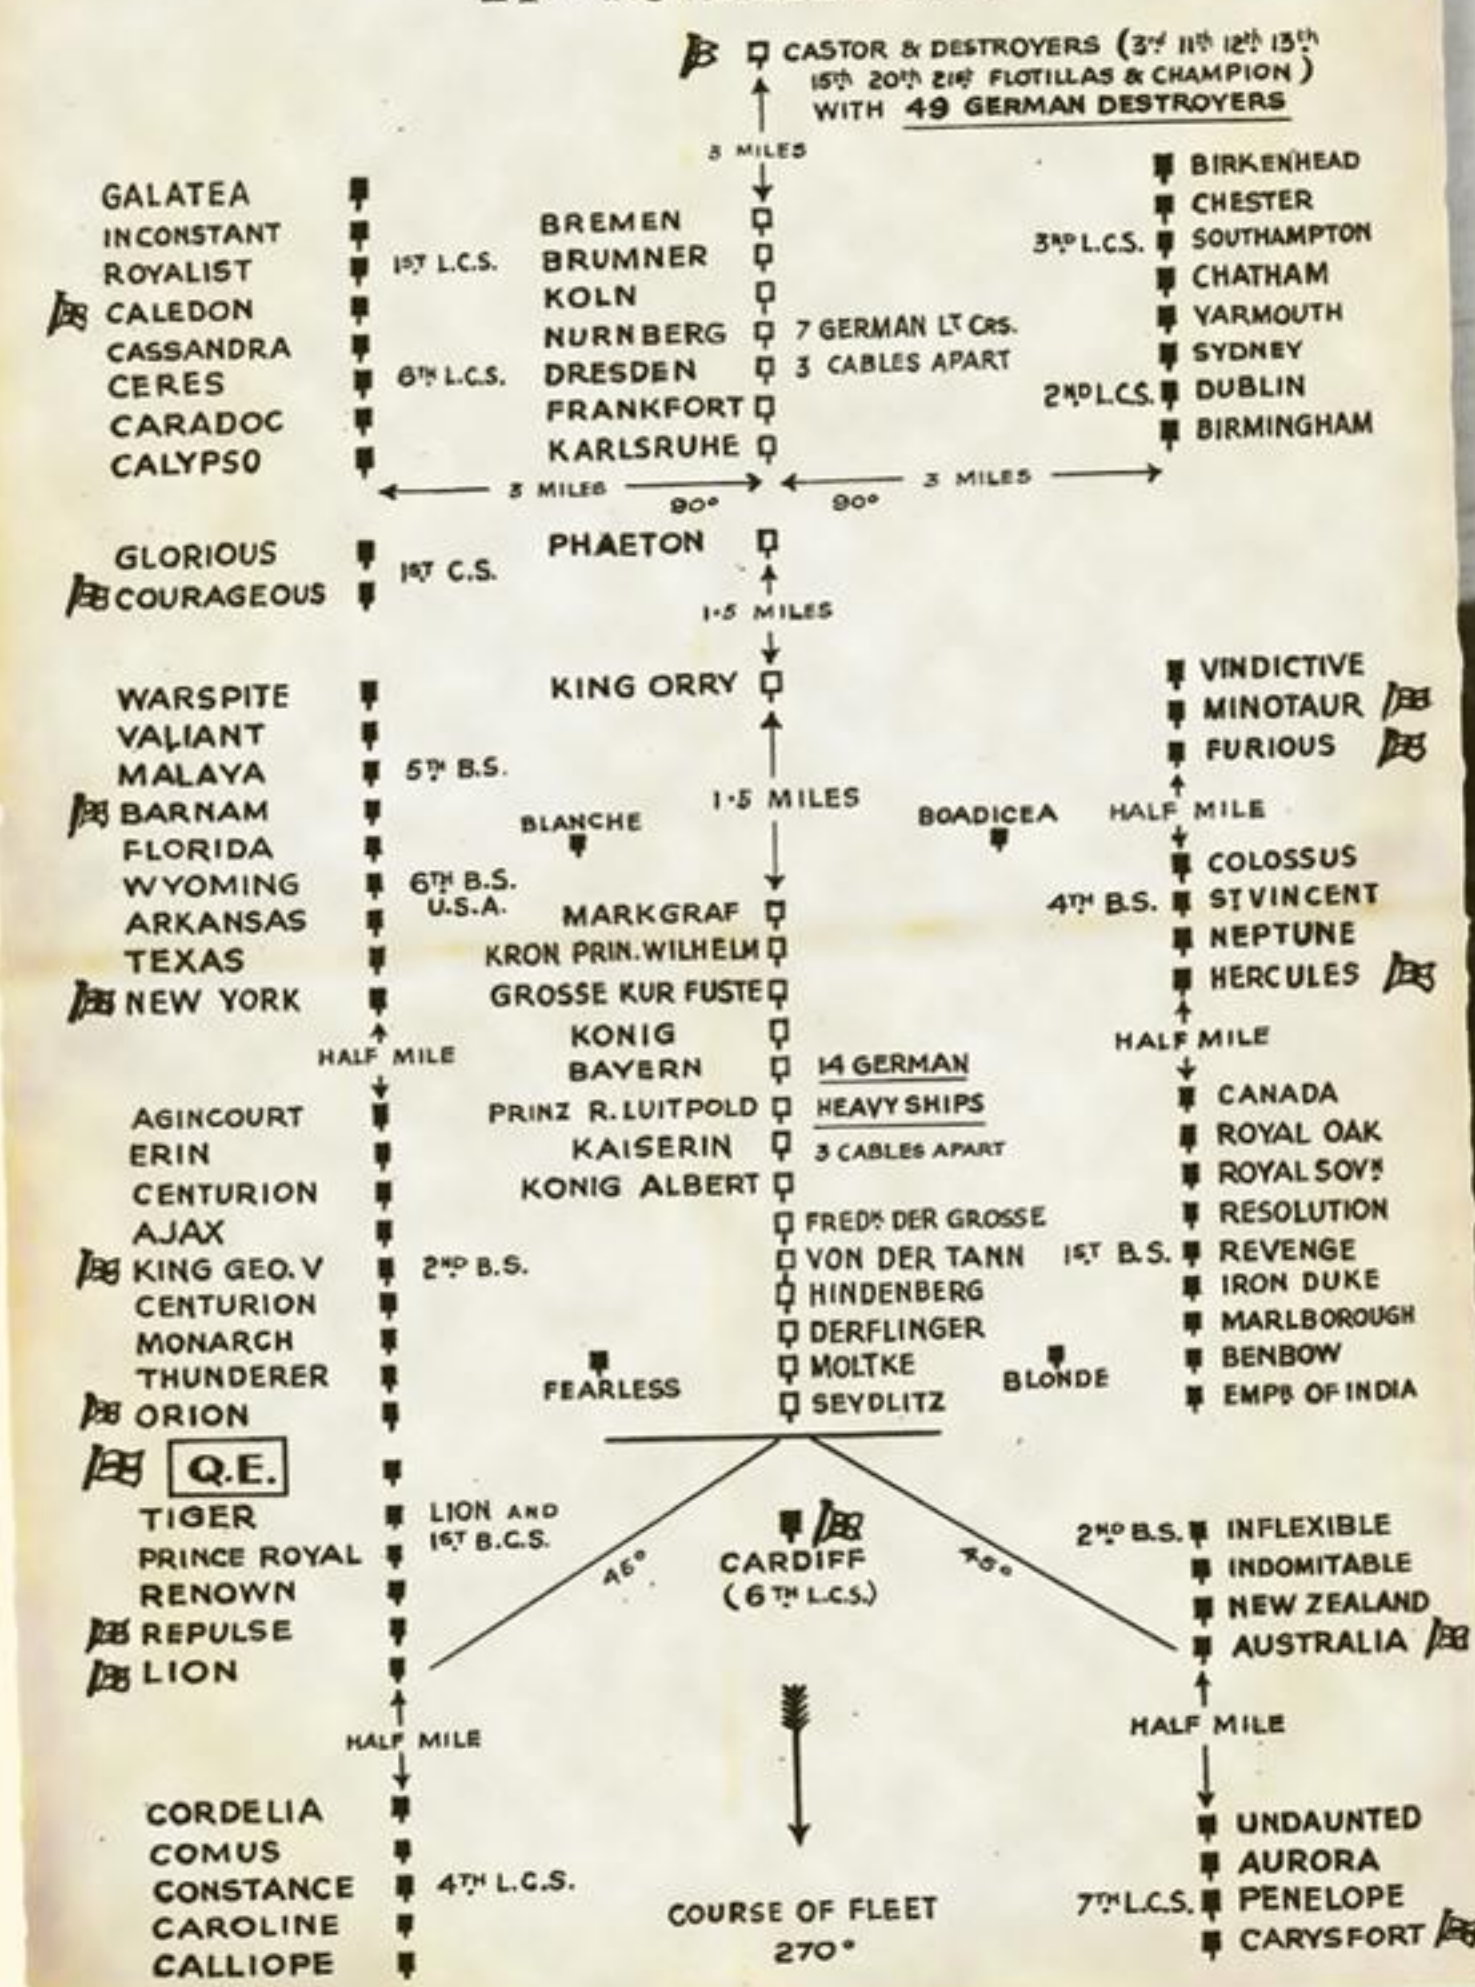 CASTOR & DESTROYERS (3rd 11th 12th 13th
15th 20th 21st FLOTILLAS & CHAMPION)
WITH 49 GERMAN DESTROYERS
3 MILES
GALATEA
INCONSTANT
ROYALIST
1ST L.C.S.
CALEDON
CASSANDRA
CERES
6TH L.C.S.
CARADOC
CALYPSO
BREMEN
BRUMNER
KOLN
NURNBERG
DRESDEN
FRANKFORT
KARLSRUHE
7 GERMAN LT CRS.
3 CABLES APART
BIRKENHEAD
CHESTER
3RD L.C.S. SOUTHAMPTON
CHATHAM
YARMOUTH
SYDNEY
2ND L.C.S. DUBLIN
BIRMINGHAM
3 MILES
90°
3 MILES
90°
GLORIOUS
1ST C.S.
COURAGEOUS
PHAETON
1.5 MILES
KING ORRY
1.5 MILES
WARSPITE
VALIANT
MALAYA
5TH B.S.
BARNAM
FLORIDA
WYOMING
6TH B.S.
U.S.A.
ARKANSAS
TEXAS
NEW YORK
HALF MILE
BLANCHE
BOADICEA
VINDICTIVE
MINOTAUR
FURIOUS
HALF MILE
COLOSSUS
4TH B.S. ST VINCENT
NEPTUNE
HERCULES
HALF MILE
MARKGRAF
KRON PRIN. WILHELM
GROSSE KUR FUSTE
KONIG
BAYERN
PRINZ R. LUITPOLD
KAISERIN
KONIG ALBERT
14 GERMAN
HEAVY SHIPS
3 CABLES APART
FREDK DER GROSSE
VON DER TANN
HINDENBERG
DERFLINGER
MOLTKE
SEYDLITZ
AGINCOURT
ERIN
CENTURION
AJAX
KING GEO. V
2ND B.S.
CENTURION
MONARCH
THUNDERER
ORION
FEARLESS
BLONDE
CANADA
ROYAL OAK
ROYAL SOVN
RESOLUTION
1ST B.S. REVENGE
IRON DUKE
MARLBOROUGH
BENBOW
EMPR OF INDIA
Q.E.
TIGER
LION AND
1ST B.C.S.
PRINCE ROYAL
RENOWN
REPULSE
LION
45°
CARDIFF
(6TH L.C.S.)
45°
2ND B.S. INFLEXIBLE
INDOMITABLE
NEW ZEALAND
AUSTRALIA
HALF MILE
HALF MILE
CORDELIA
COMUS
CONSTANCE
4TH L.C.S.
CAROLINE
CALLIOPE
COURSE OF FLEET
270°
UNDAUNTED
AURORA
7TH L.C.S. PENELOPE
CARYSFORT